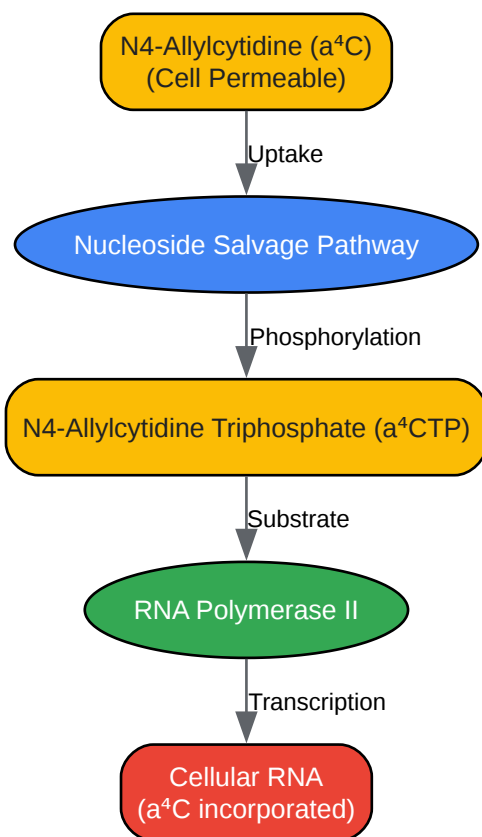 N4-Allylcytidine (a⁴C)
(Cell Permeable)
Uptake
Nucleoside Salvage Pathway
Phosphorylation
N4-Allylcytidine Triphosphate (a⁴CTP)
Substrate
RNA Polymerase II
Transcription
Cellular RNA
(a⁴C incorporated)